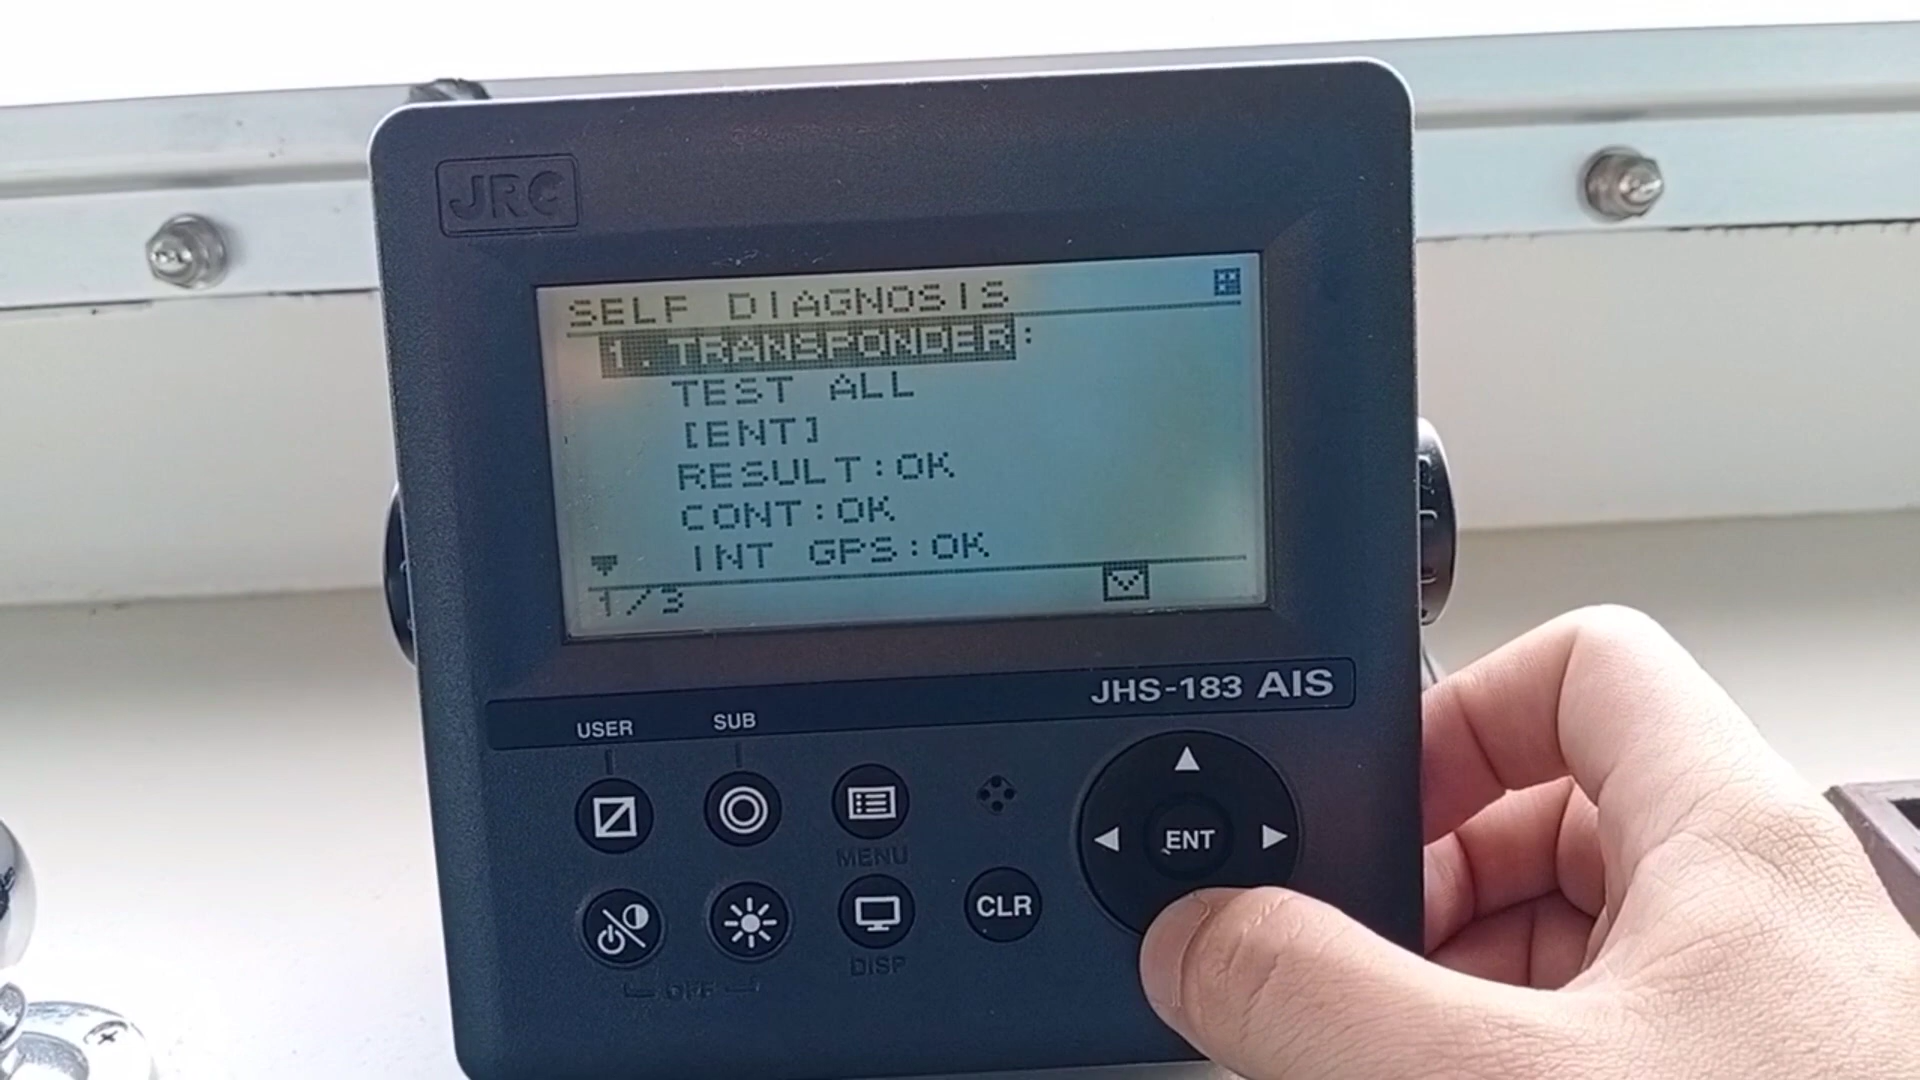 JRC
SELF DIAGNOSIS
1.TRANSPONDER:
TEST ALL
[ENT]
RESULT:OK
CONT:OK
INT GPS:OK
1/3
JHS-183 AIS
USER SUB
MENU
ENT
CLR
DISP
OFF